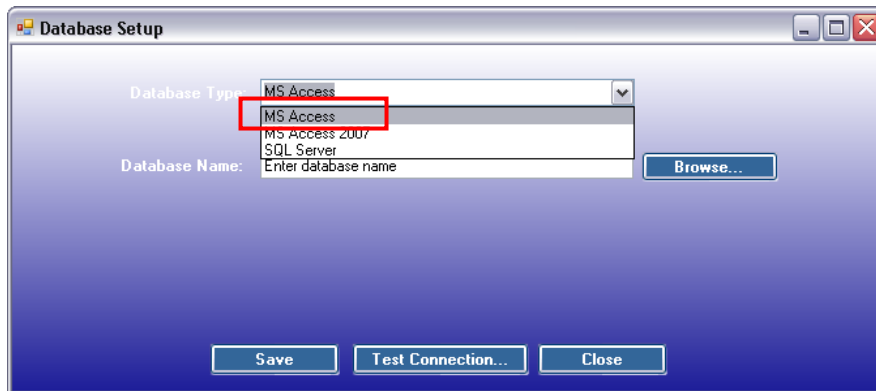 Database Setup
Database Type: MS Access
MS Access
MS Access 2007
SQL Server
Database Name: Enter database name Browse...
Save Test Connection... Close